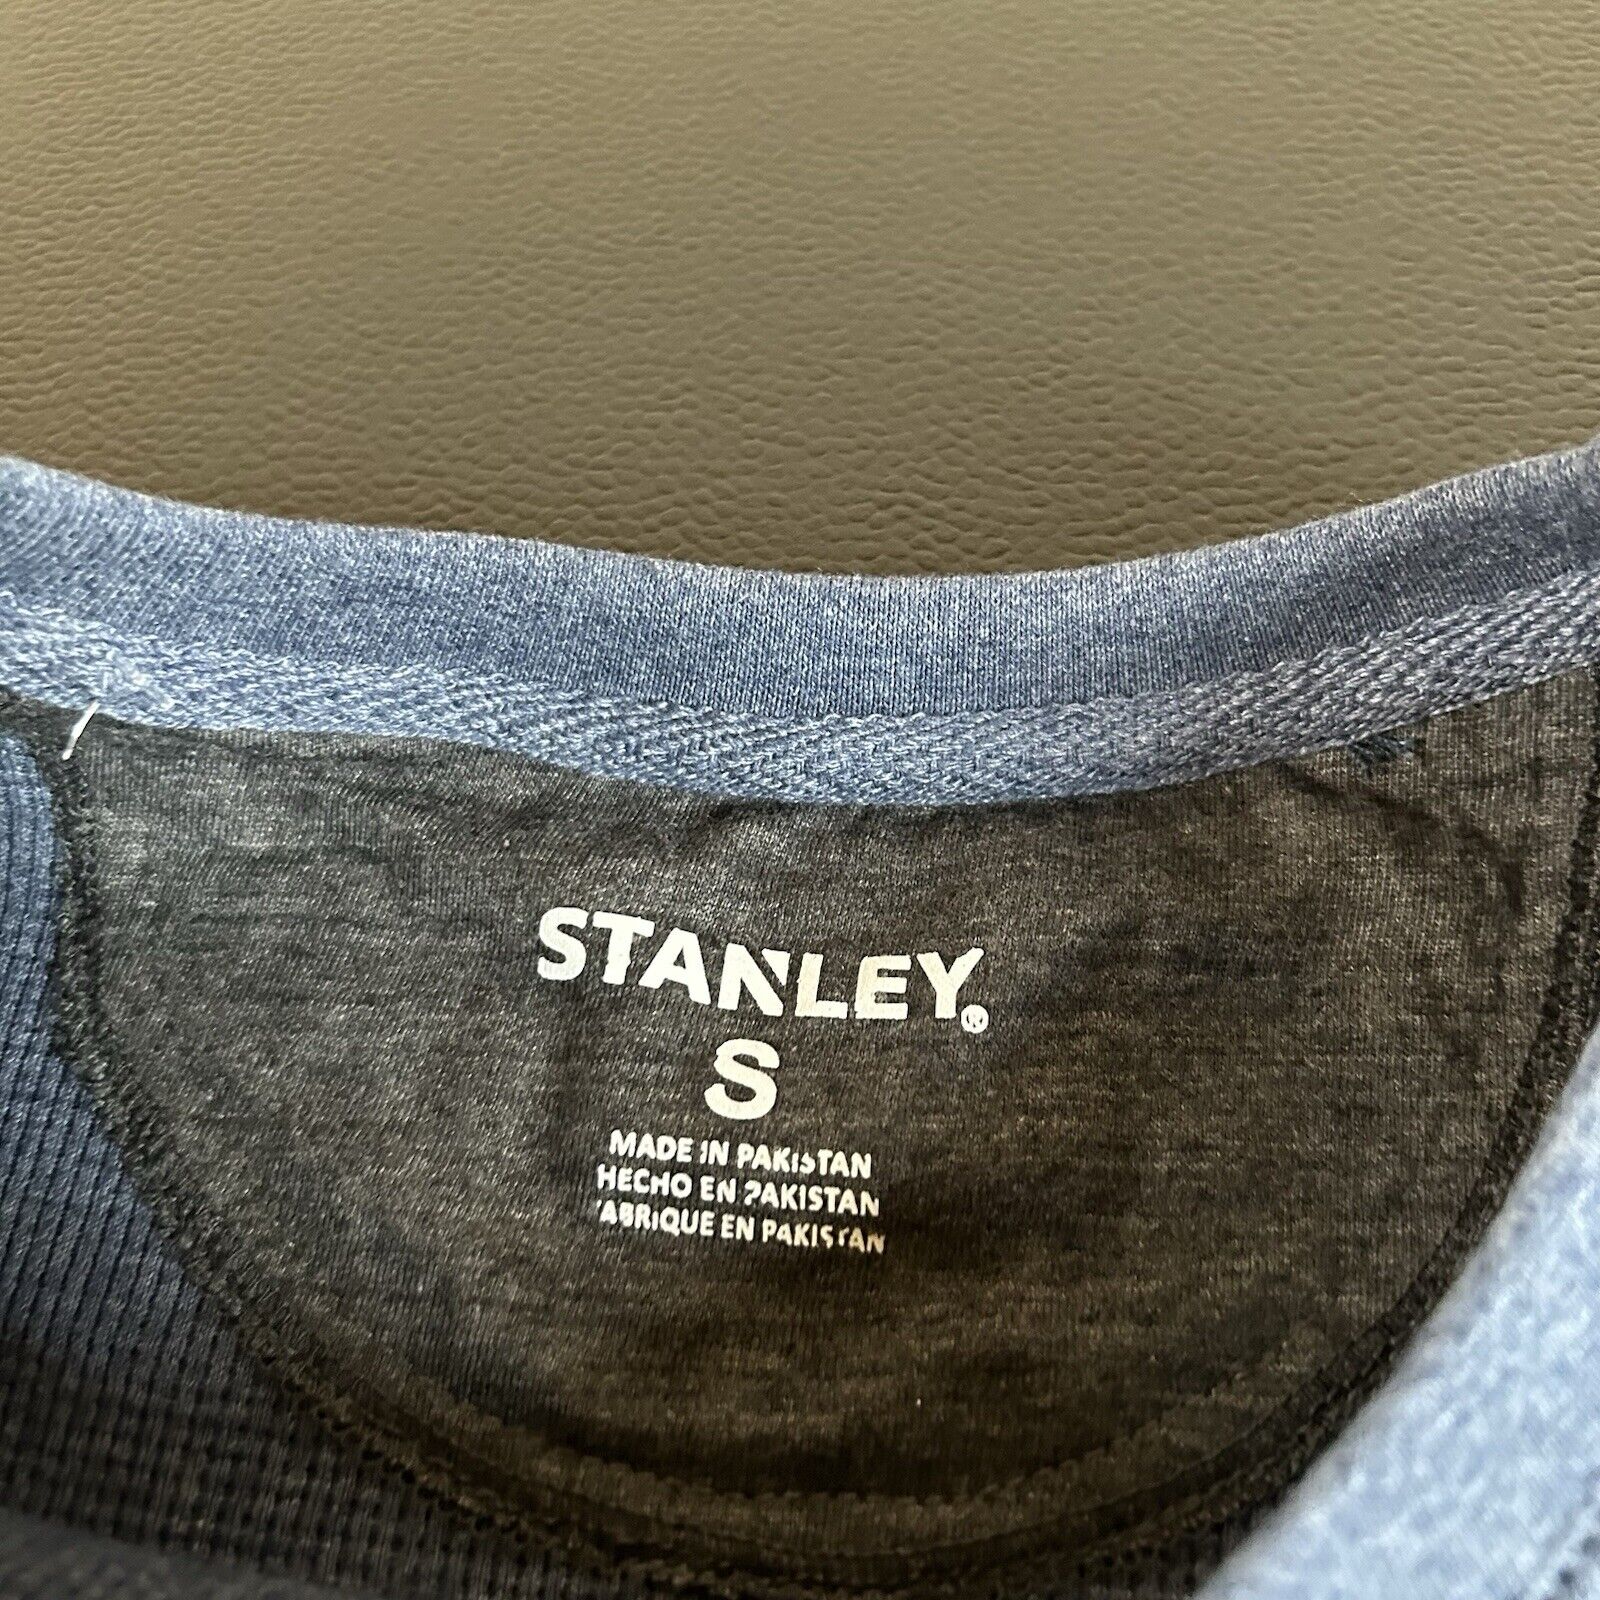 STANLEY®
S
MADE IN PAKISTAN
HECHO EN PAKISTAN
FABRIQUE EN PAKISTAN